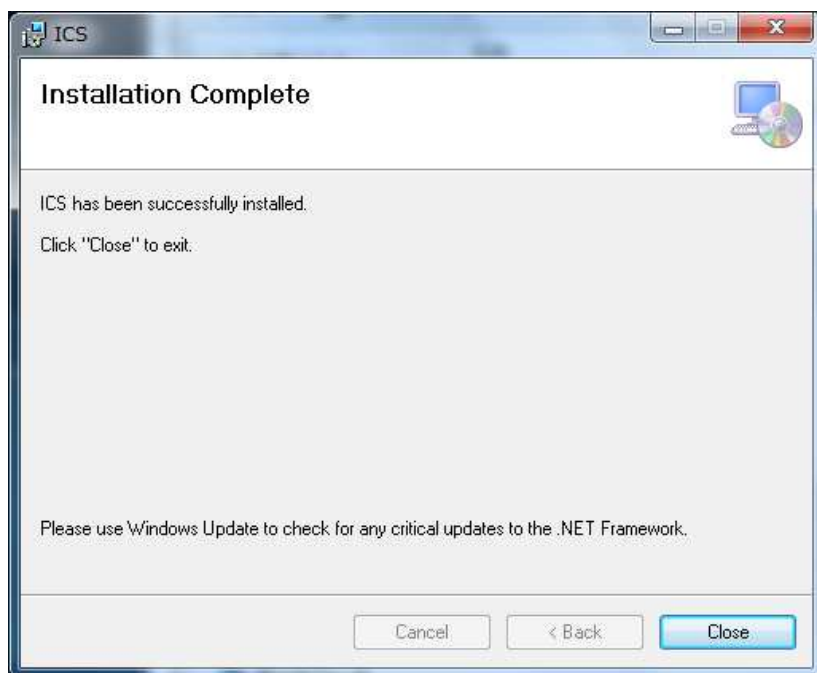 ICS
Installation Complete
ICS has been successfully installed.
Click "Close" to exit.
Please use Windows Update to check for any critical updates to the .NET Framework.
Cancel
< Back
Close